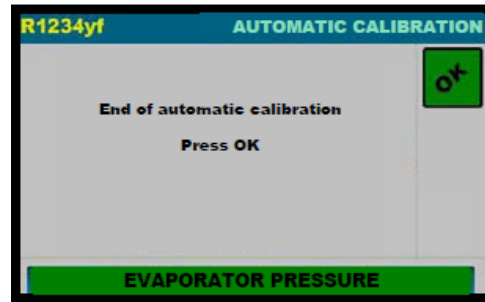 R1234yf AUTOMATIC CALIBRATION
OK
End of automatic calibration
Press OK
EVAPORATOR PRESSURE